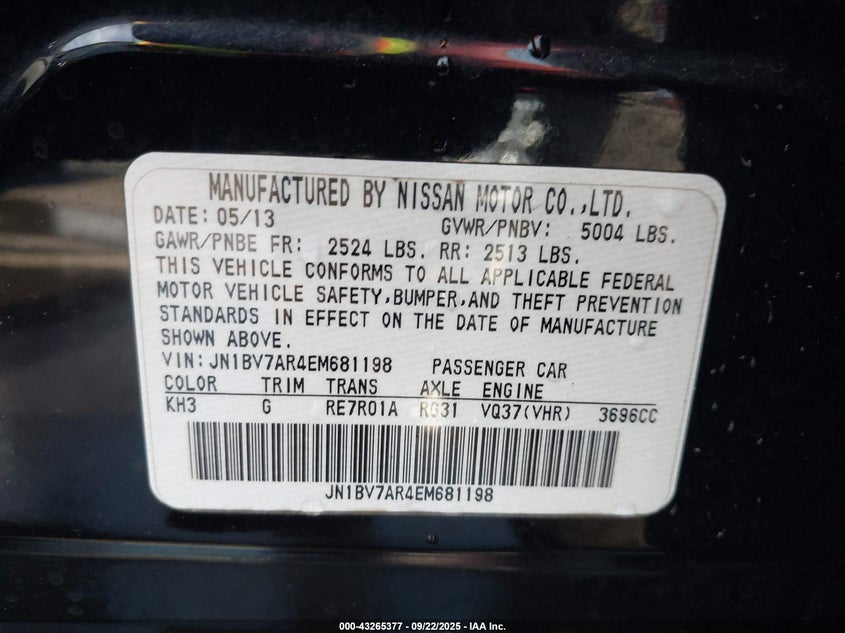 MANUFACTURED BY NISSAN MOTOR CO.,LTD.
DATE: 05/13 GVWR/PNBV: 5004 LBS.
GAWR/PNBE FR: 2524 LBS. RR: 2513 LBS.
THIS VEHICLE CONFORMS TO ALL APPLICABLE FEDERAL
MOTOR VEHICLE SAFETY,BUMPER,AND THEFT PREVENTION
STANDARDS IN EFFECT ON THE DATE OF MANUFACTURE
SHOWN ABOVE.
VIN:JN1BV7AR4EM681198 PASSENGER CAR
COLOR TRIM TRANS AXLE ENGINE
KH3 G RE7R01A RG31 VQ37(VHR) 3696CC
JN1BV7AR4EM681198
000-43265377 - 09/22/2025 - IAA Inc.